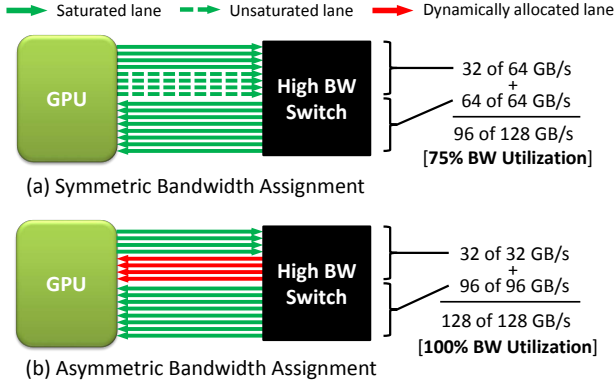 Saturated lane Unsaturated lane Dynamically allocated lane
GPU
High BW
Switch
32 of 64 GB/s
+
64 of 64 GB/s
96 of 128 GB/s
[75% BW Utilization]
(a) Symmetric Bandwidth Assignment
GPU
High BW
Switch
32 of 32 GB/s
+
96 of 96 GB/s
128 of 128 GB/s
[100% BW Utilization]
(b) Asymmetric Bandwidth Assignment